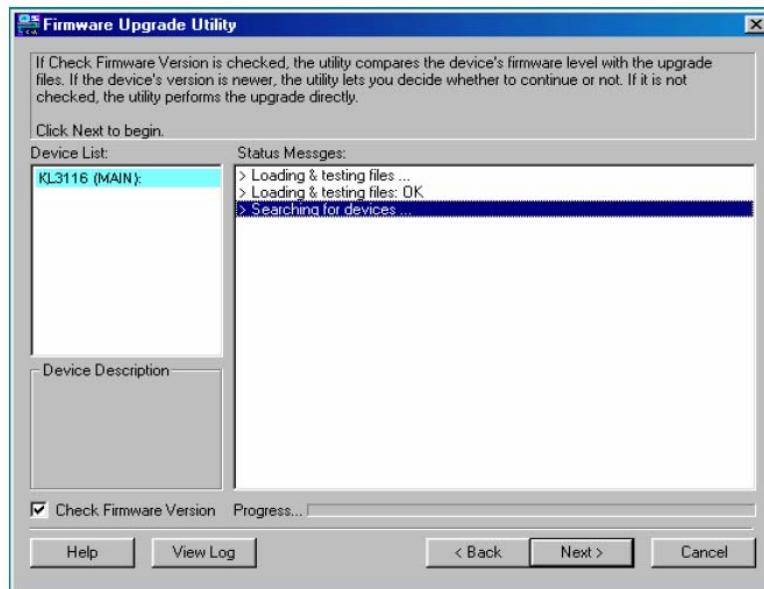 Firmware Upgrade Utility
If Check Firmware Version is checked, the utility compares the device's firmware level with the upgrade
files. If the device's version is newer, the utility lets you decide whether to continue or not. If it is not
checked, the utility performs the upgrade directly.
Click Next to begin.
Device List:
Status Messges:
KL3116 (MAIN):
> Loading & testing files ...
> Loading & testing files: OK
> Searching for devices ...
Device Description
Check Firmware Version
Progress...
Help
View Log
< Back
Next >
Cancel